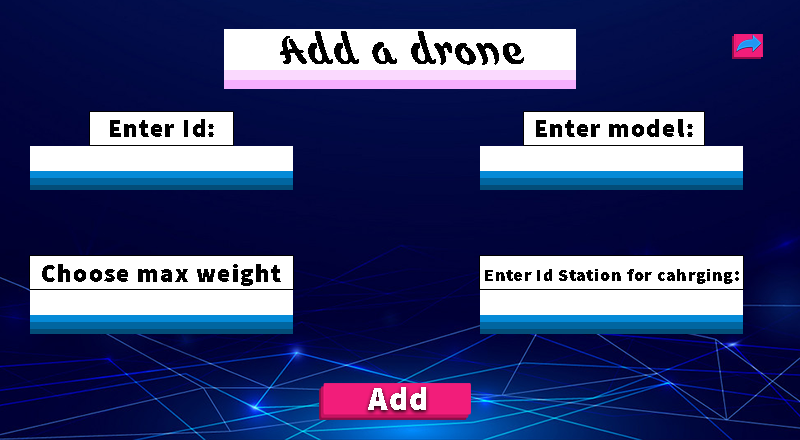 Add a drone
Enter Id:
Enter model:
Choose max weight
Enter Id Station for cahrging:
Add